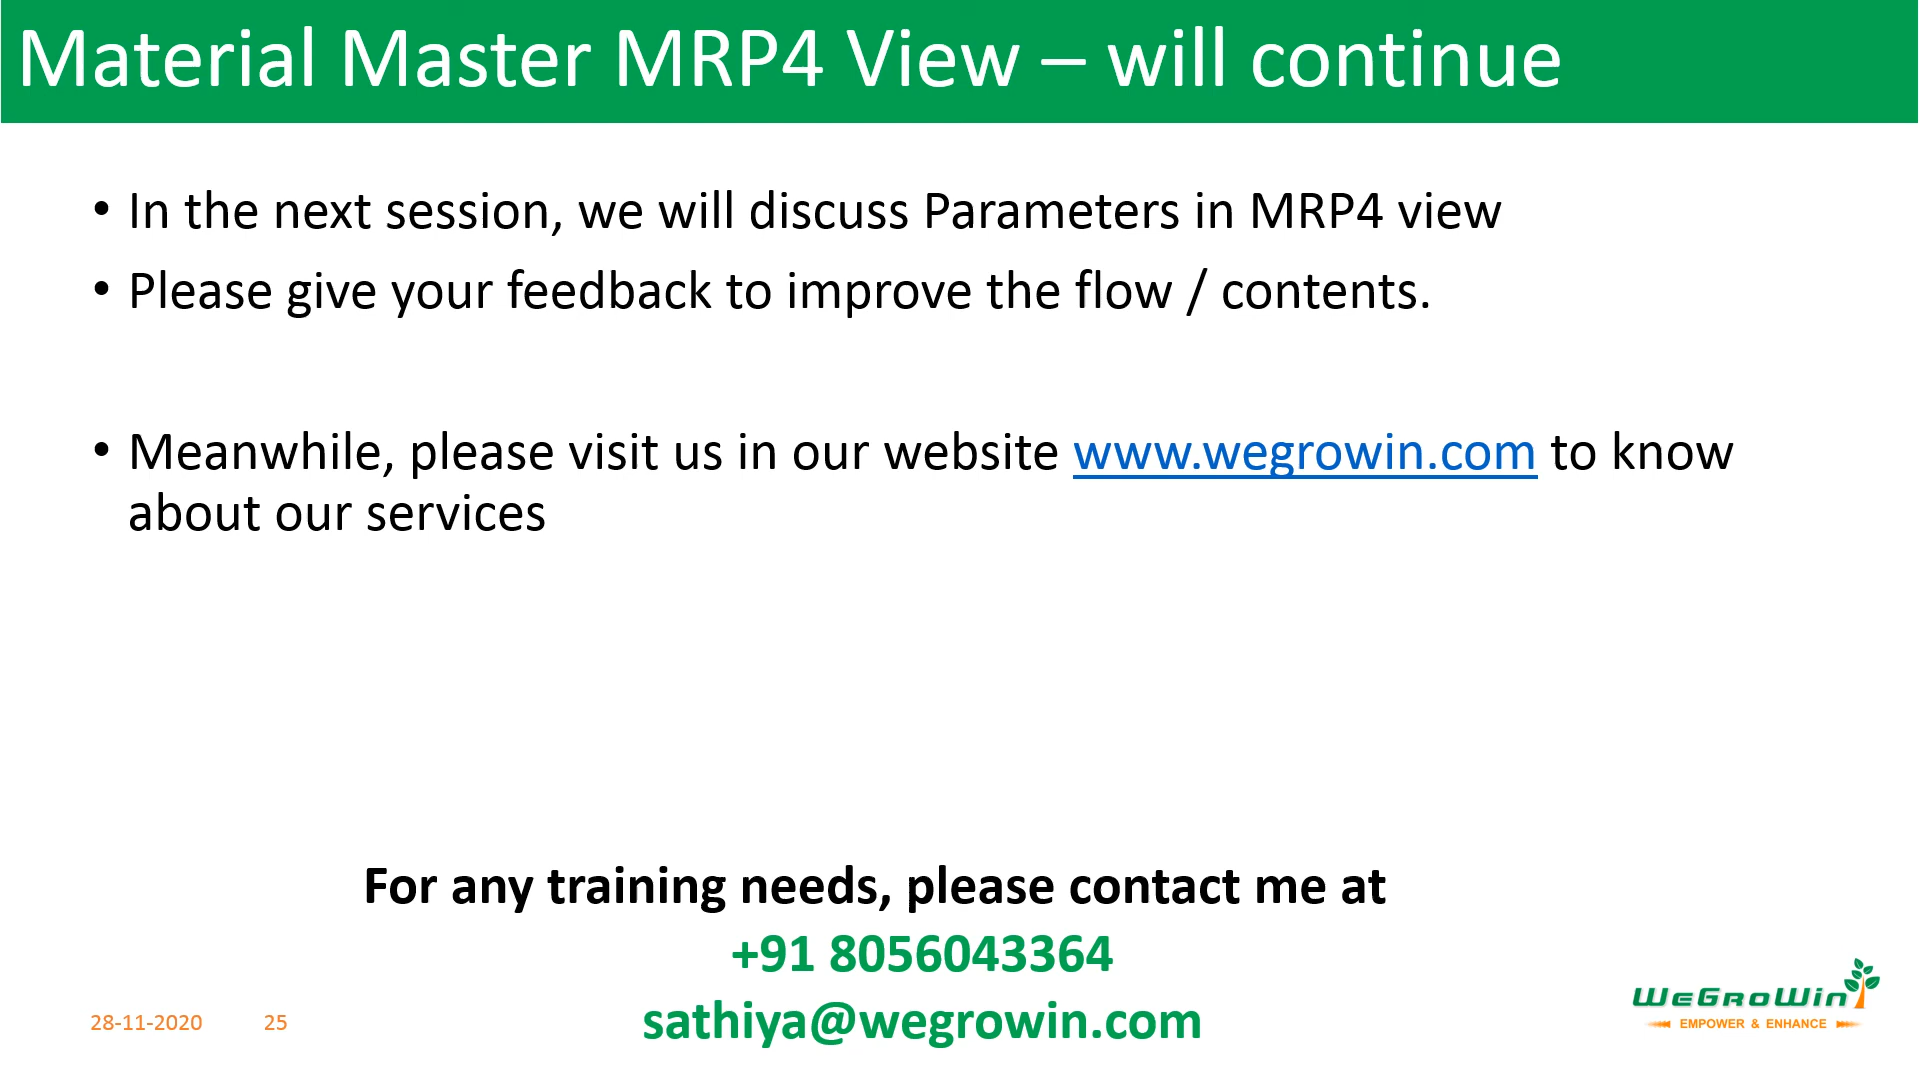 Material Master MRP4 View – will continue
• In the next session, we will discuss Parameters in MRP4 view
• Please give your feedback to improve the flow / contents.
• Meanwhile, please visit us in our website www.wegrowin.com to know
about our services
For any training needs, please contact me at
+91 8056043364
sathiya@wegrowin.com
28-11-2020 25
WeGroWin
EMPOWER & ENHANCE